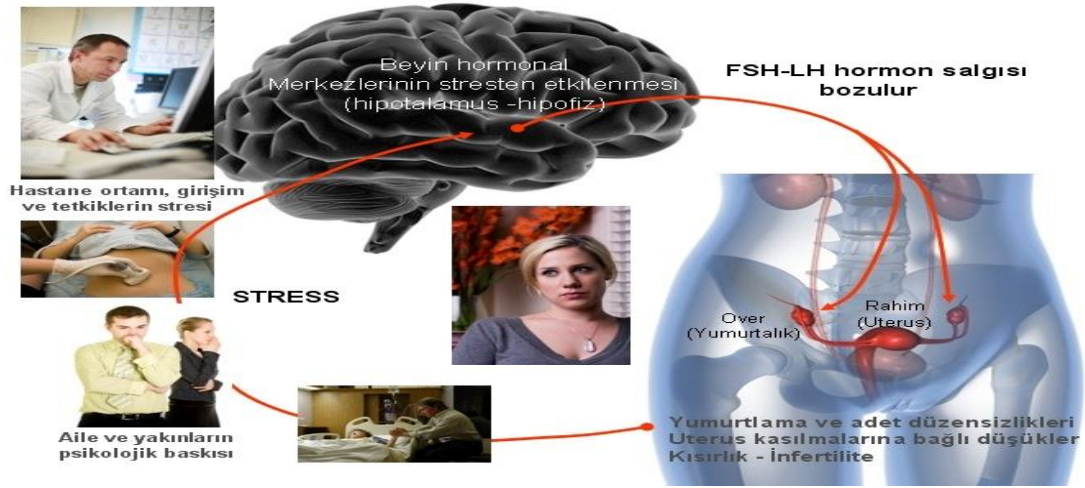 Beyin hormonal
Merkezlerinin stresten etkilenmesi
(hipotalamus -hipofiz)
FSH-LH hormon salgısı
bozulur
Hastane ortamı, girişim
ve tetkiklerin stresi
STRESS
Over
(Yumurtalık)
Rahim
(Uterus)
Aile ve yakınların
psikolojik baskısı
Yumurtlama ve adet düzensizlikleri
Uterus kasılmalarına bağlı düşükler
Kısırlık - İnfertilite